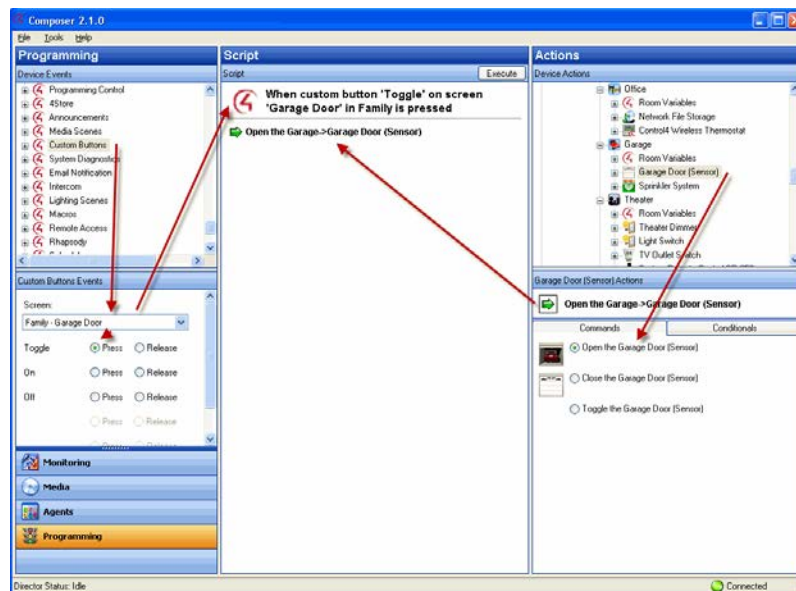 Composer 2.1.0
File Tools Help
Programming
Device Events
Programming Control
4Store
Announcements
Media Scenes
Custom Buttons
System Diagnostics
Email Notification
Intercom
Lighting Scenes
Macros
Remote Access
Rhapsody
Custom Buttons Events
Screen:
Family - Garage Door
Toggle Press Release
On Press Release
Off Press Release
Press Release
Press Release
Monitoring
Media
Agents
Programming
Director Status: Idle
Script
Script Execute
When custom button 'Toggle' on screen
'Garage Door' in Family is pressed
Open the Garage->Garage Door (Sensor)
Actions
Device Actions
Office
Room Variables
Network File Storage
Control4 Wireless Thermostat
Garage
Room Variables
Garage Door (Sensor)
Sprinkler System
Theater
Room Variables
Theater Dimmer
Light Switch
TV Outlet Switch
Garage Door (Sensor) Actions
Open the Garage->Garage Door (Sensor)
Commands Conditionals
Open the Garage Door (Sensor)
Close the Garage Door (Sensor)
Toggle the Garage Door (Sensor)
Connected